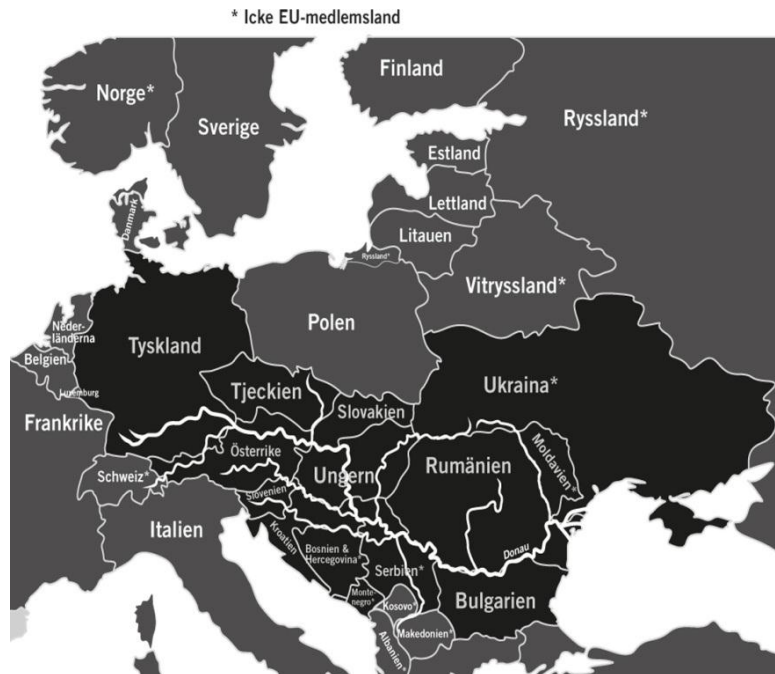 * Icke EU-medlemsland
Finland
Norge*
Ryssland*
Sverige
Estland
Lettland
Danmark
Litauen
Ryssland*
Vitryssland*
Polen
Neder-
länderna
Tyskland
Belgien
Luxemburg
Tjeckien
Ukraina*
Slovakien
Frankrike
Moldavien*
Österrike
Rumänien
Schweiz*
Ungern
Slovenien
Italien
Kroatien
Bosnien &
Hercegovina*
Donau
Serbien*
Monte-
negro*
Kosovo*
Bulgarien
Makedonien*
Albanien*